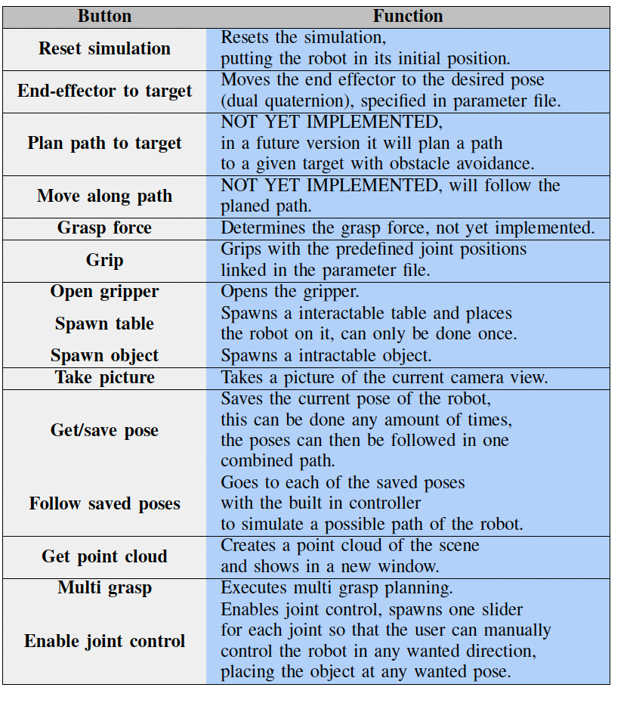 Button Function
Reset simulation Resets the simulation,
putting the robot in its initial position.
End-effector to target Moves the end effector to the desired pose
(dual quaternion), specified in parameter file.
Plan path to target NOT YET IMPLEMENTED,
in a future version it will plan a path
to a given target with obstacle avoidance.
Move along path NOT YET IMPLEMENTED, will follow the
planed path.
Grasp force Determines the grasp force, not yet implemented.
Grip Grips with the predefined joint positions
linked in the parameter file.
Open gripper Opens the gripper.
Spawn table Spawns a interactable table and places
the robot on it, can only be done once.
Spawn object Spawns a intractable object.
Take picture Takes a picture of the current camera view.
Get/save pose Saves the current pose of the robot,
this can be done any amount of times,
the poses can then be followed in one
combined path.
Follow saved poses Goes to each of the saved poses
with the built in controller
to simulate a possible path of the robot.
Get point cloud Creates a point cloud of the scene
and shows in a new window.
Multi grasp Executes multi grasp planning.
Enable joint control Enables joint control, spawns one slider
for each joint so that the user can manually
control the robot in any wanted direction,
placing the object at any wanted pose.